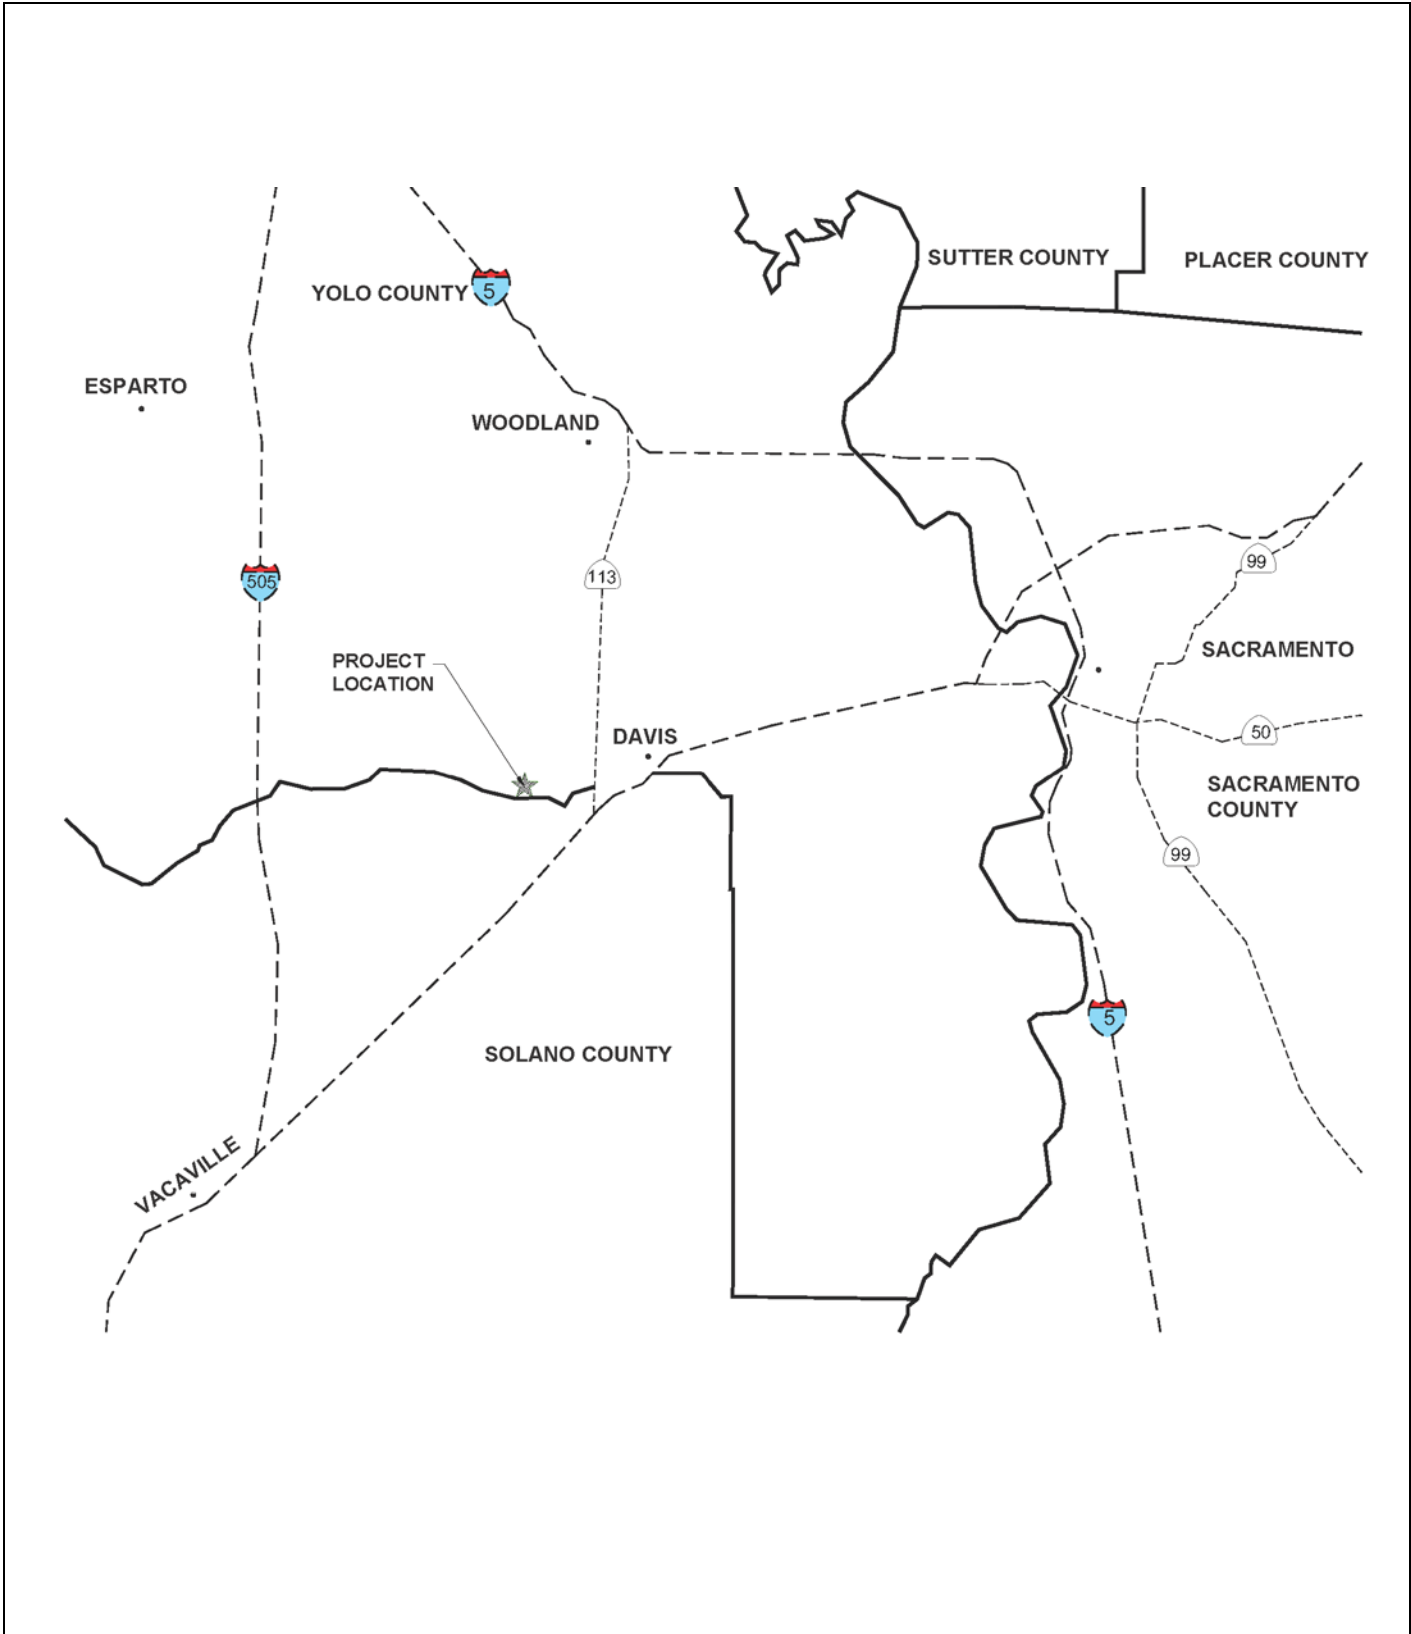 SUTTER COUNTY
PLACER COUNTY
YOLO COUNTY
5
ESPARTO
WOODLAND
99
505
113
SACRAMENTO
PROJECT
LOCATION
DAVIS
50
SACRAMENTO
COUNTY
99
5
SOLANO COUNTY
VACAVILLE